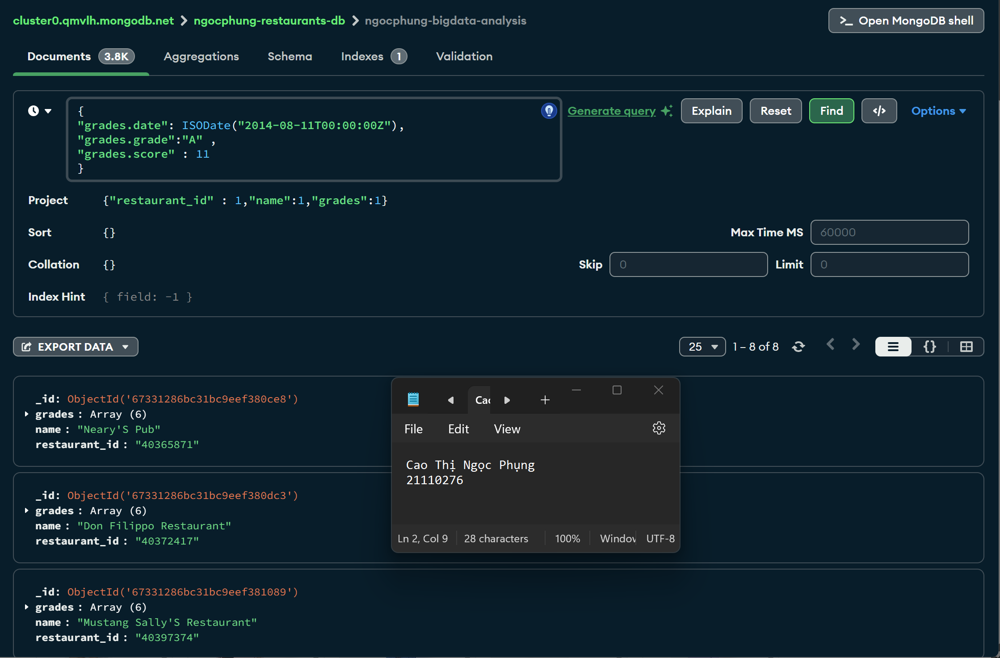 cluster0.qmvlh.mongodb.net > ngocphung-restaurants-db > ngocphung-bigdata-analysis
>_ Open MongoDB shell
Documents 3.8K Aggregations Schema Indexes 1 Validation
{
"grades.date": ISODate("2014-08-11T00:00:00Z"),
"grades.grade":"A" ,
"grades.score" : 11
}
Generate query Explain Reset Find </> Options
Project {"restaurant_id" : 1,"name":1,"grades":1}
Sort {}
Max Time MS 60000
Collation {}
Skip 0 Limit 0
Index Hint { field: -1 }
EXPORT DATA
25 1 – 8 of 8 {}
_id: ObjectId('67331286bc31bc9eef380ce8')
grades : Array (6)
name : "Neary'S Pub"
restaurant_id : "40365871"
_id: ObjectId('67331286bc31bc9eef380dc3')
grades : Array (6)
name : "Don Filippo Restaurant"
restaurant_id : "40372417"
_id: ObjectId('67331286bc31bc9eef381089')
grades : Array (6)
name : "Mustang Sally'S Restaurant"
restaurant_id : "40397374"
File Edit View
Cao Thị Ngọc Phụng
21110276
Ln 2, Col 9 28 characters 100% UTF-8